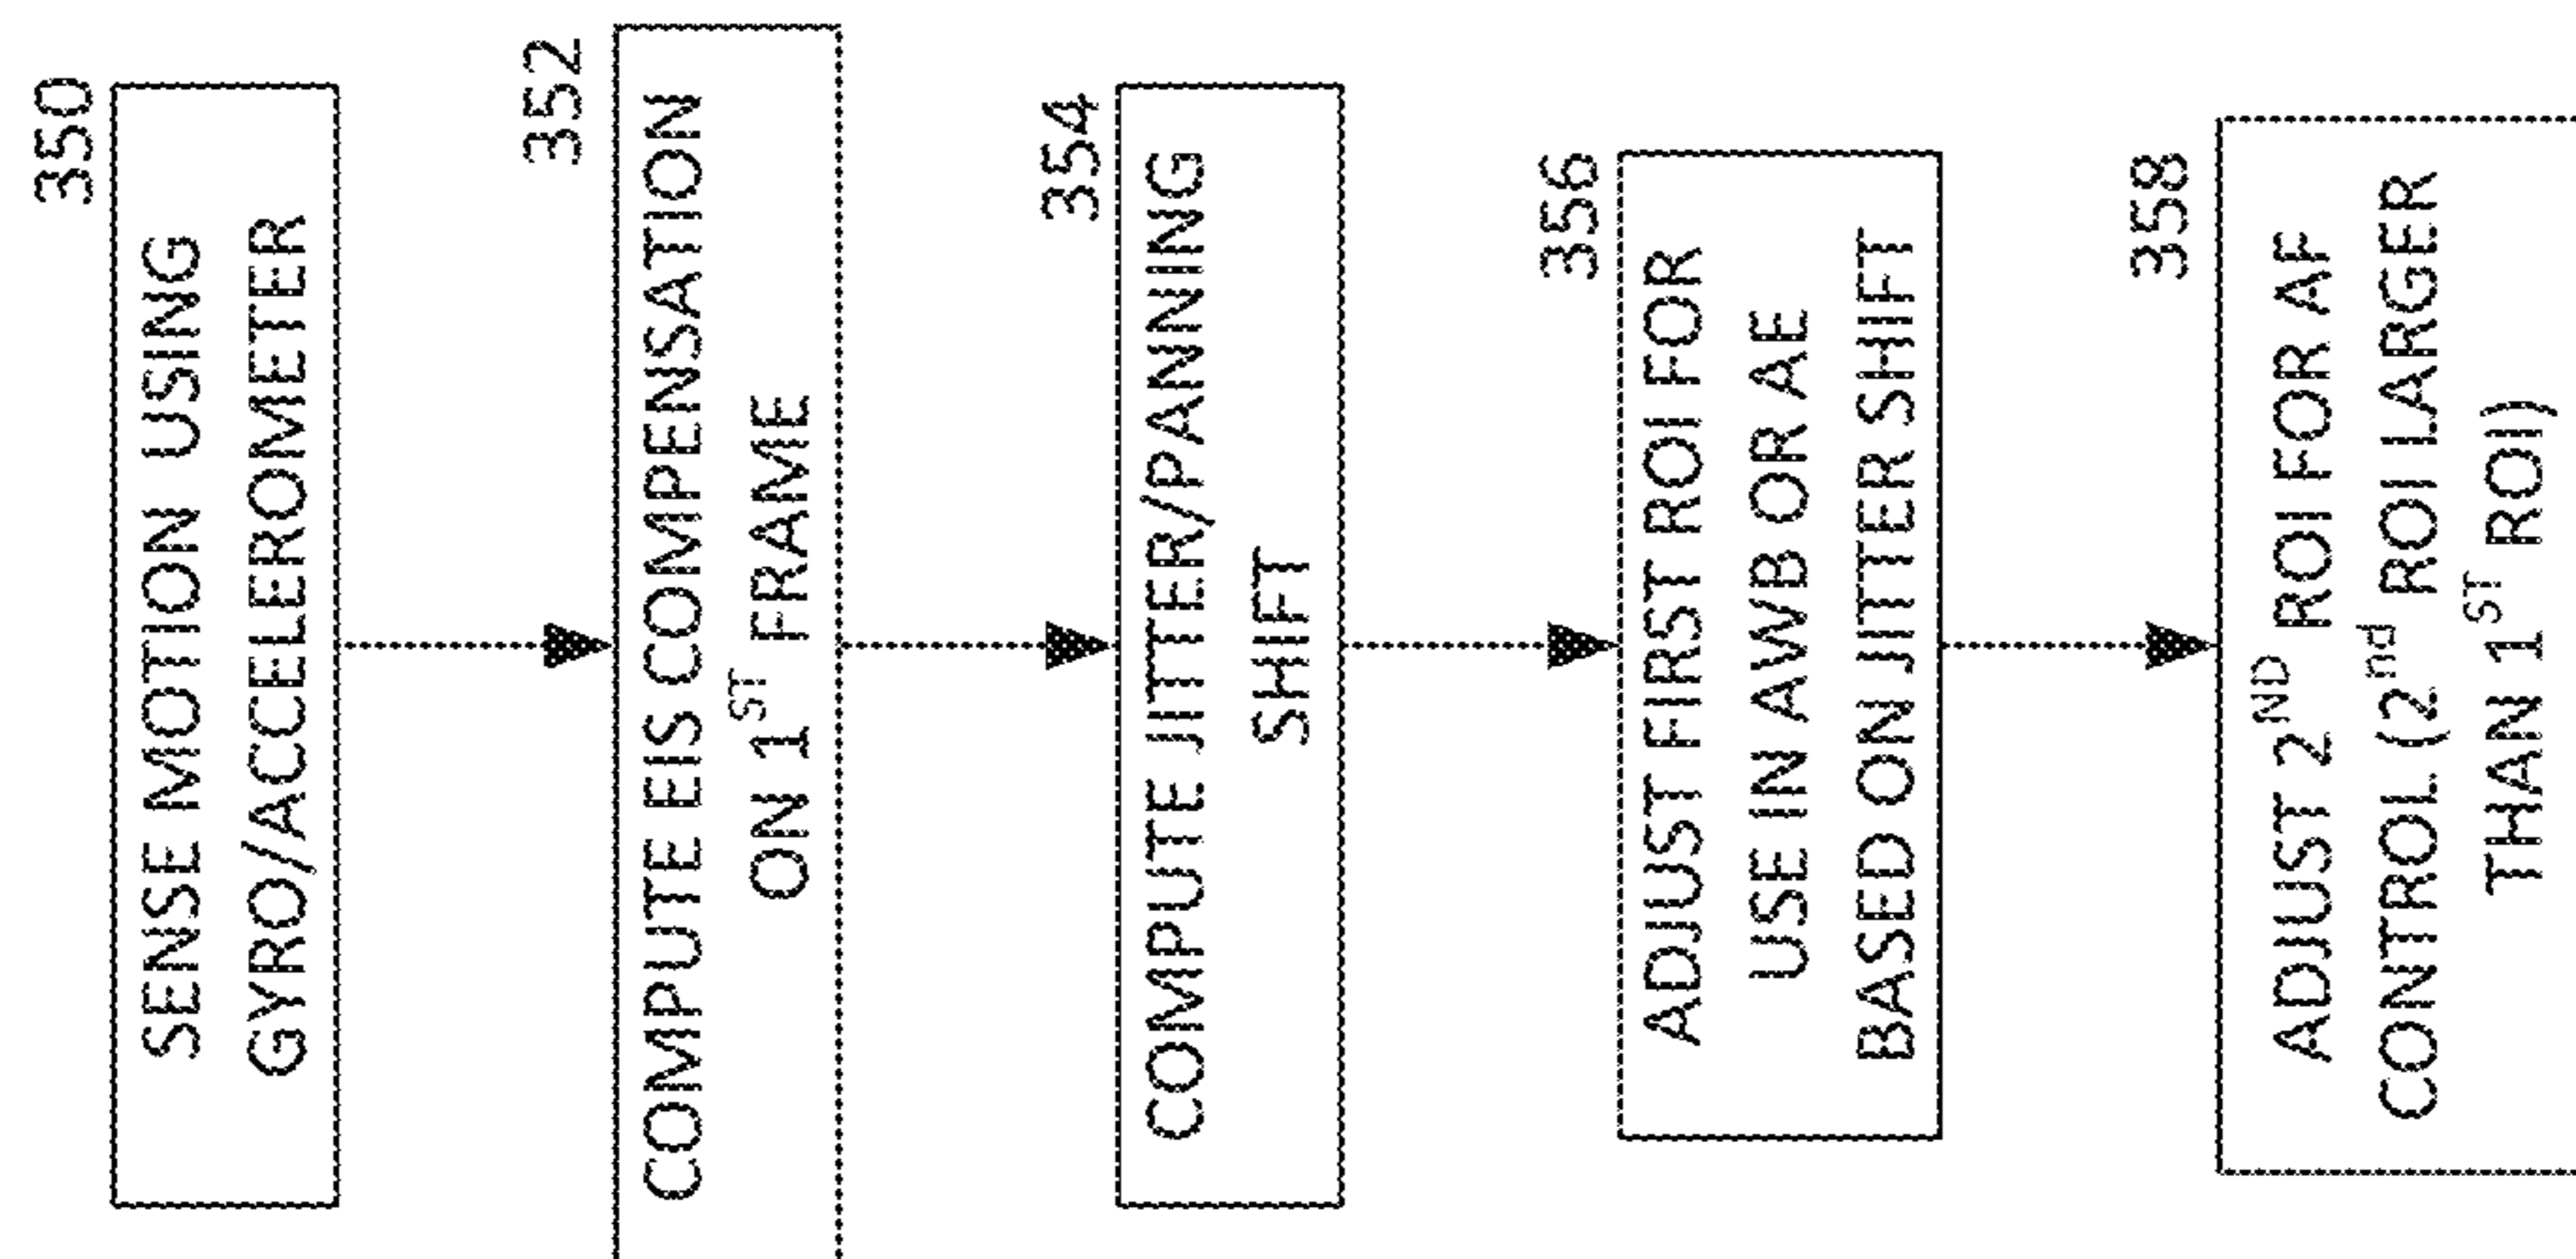 350
SENSE MOTION USING
GYRO/ACCELEROMETER
352
COMPUTE EIS COMPENSATION
ON 1ST FRAME
354
COMPUTE JITTER/PANNING
SHIFT
356
ADJUST FIRST ROI FOR
USE IN AWB OR AE
BASED ON JITTER SHIFT
358
ADJUST 2ND ROI FOR AF
CONTROL (2nd ROI LARGER
THAN 1ST ROI)